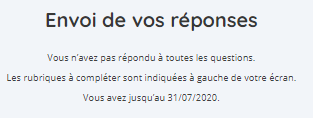 Envoi de vos réponses
Vous n'avez pas répondu à toutes les questions.
Les rubriques à compléter sont indiquées à gauche de votre écran.
Vous avez jusqu'au 31/07/2020.